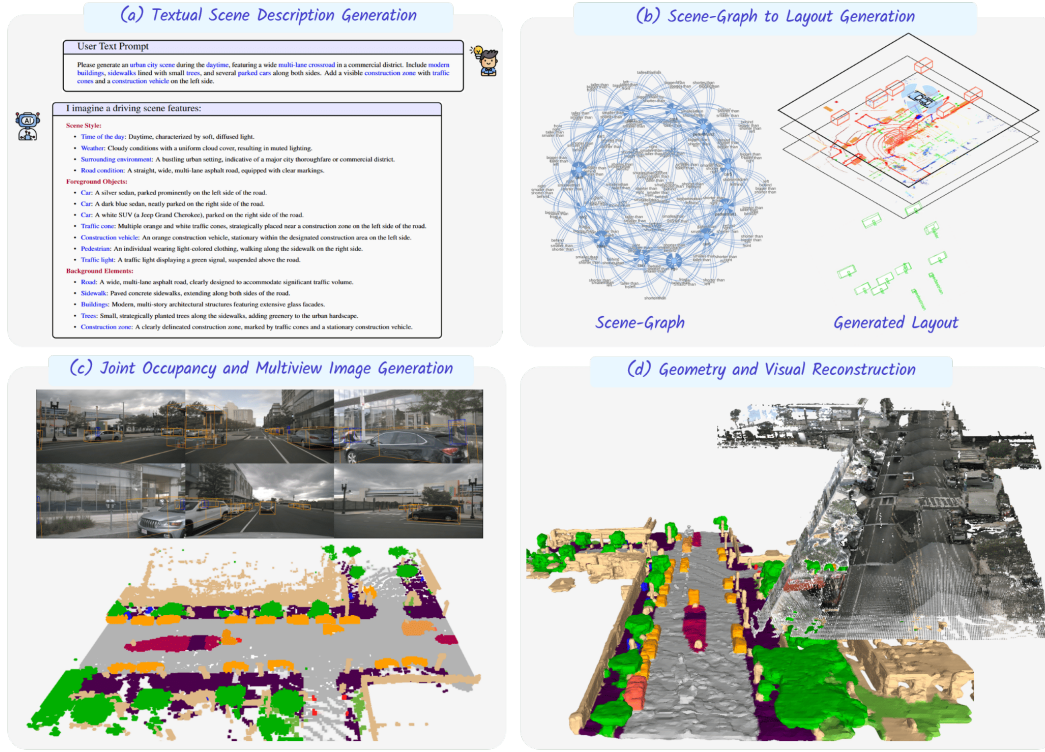 (a) Textual Scene Description Generation
User Text Prompt
Please generate an urban city scene during the daytime, featuring a wide multi-lane crossroad in a commercial district. Include modern
buildings, sidewalks lined with small trees, and several parked cars along both sides. Add a visible construction zone with traffic
cones and a construction vehicle on the left side.
AI
I imagine a driving scene features:
Scene Style:
• Time of the day: Daytime, characterized by soft, diffused light.
• Weather: Cloudy conditions with a uniform cloud cover, resulting in muted lighting.
• Surrounding environment: A bustling urban setting, indicative of a major city thoroughfare or commercial district.
• Road condition: A straight, wide, multi-lane asphalt road, equipped with clear markings.
Foreground Objects:
• Car: A silver sedan, parked prominently on the left side of the road.
• Car: A dark blue sedan, neatly parked on the right side of the road.
• Car: A white SUV (a Jeep Grand Cherokee), parked on the right side of the road.
• Traffic cone: Multiple orange and white traffic cones, strategically placed near a construction zone on the left side of the road.
• Construction vehicle: An orange construction vehicle, stationary within the designated construction area on the left side.
• Pedestrian: An individual wearing light-colored clothing, walking along the sidewalk on the right side.
• Traffic light: A traffic light displaying a green signal, suspended above the road.
Background Elements:
• Road: A wide, multi-lane asphalt road, clearly designed to accommodate significant traffic volume.
• Sidewalk: Paved concrete sidewalks, extending along both sides of the road.
• Buildings: Modern, multi-story architectural structures featuring extensive glass facades.
• Trees: Small, strategically planted trees along the sidewalks, adding greenery to the urban hardscape.
• Construction zone: A clearly delineated construction zone, marked by traffic cones and a stationary construction vehicle.
(b) Scene-Graph to Layout Generation
Scene-Graph
Generated Layout
(c) Joint Occupancy and Multiview Image Generation
(d) Geometry and Visual Reconstruction